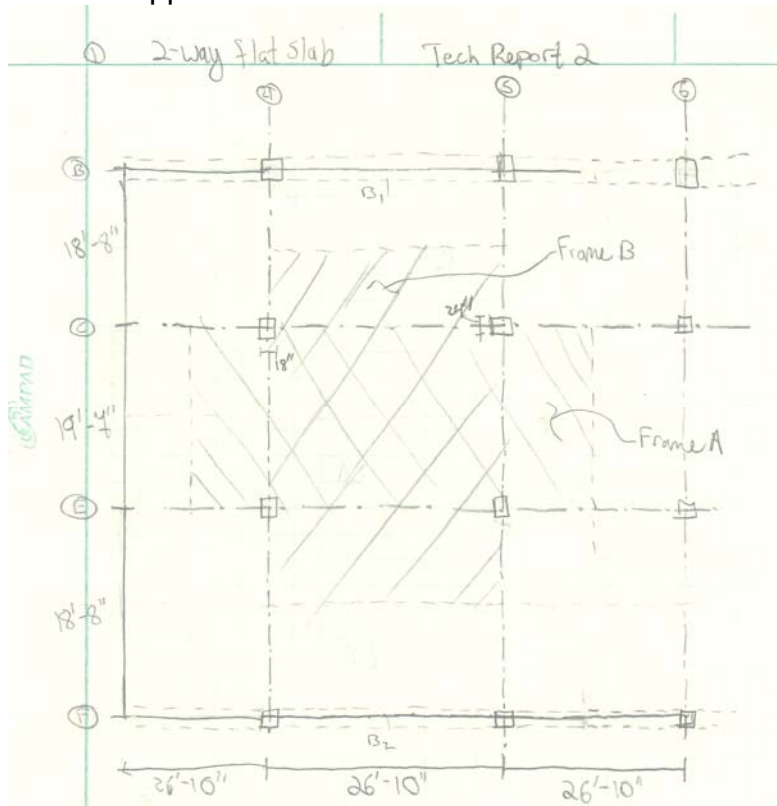 ① 2-way flat slab Tech Report 2
5 6
B
B1
18'-8"
Frame B
24"
C
18"
19'-4"
Frame A
E
18'-8"
F
B2
26'-10" 26'-10" 26'-10"